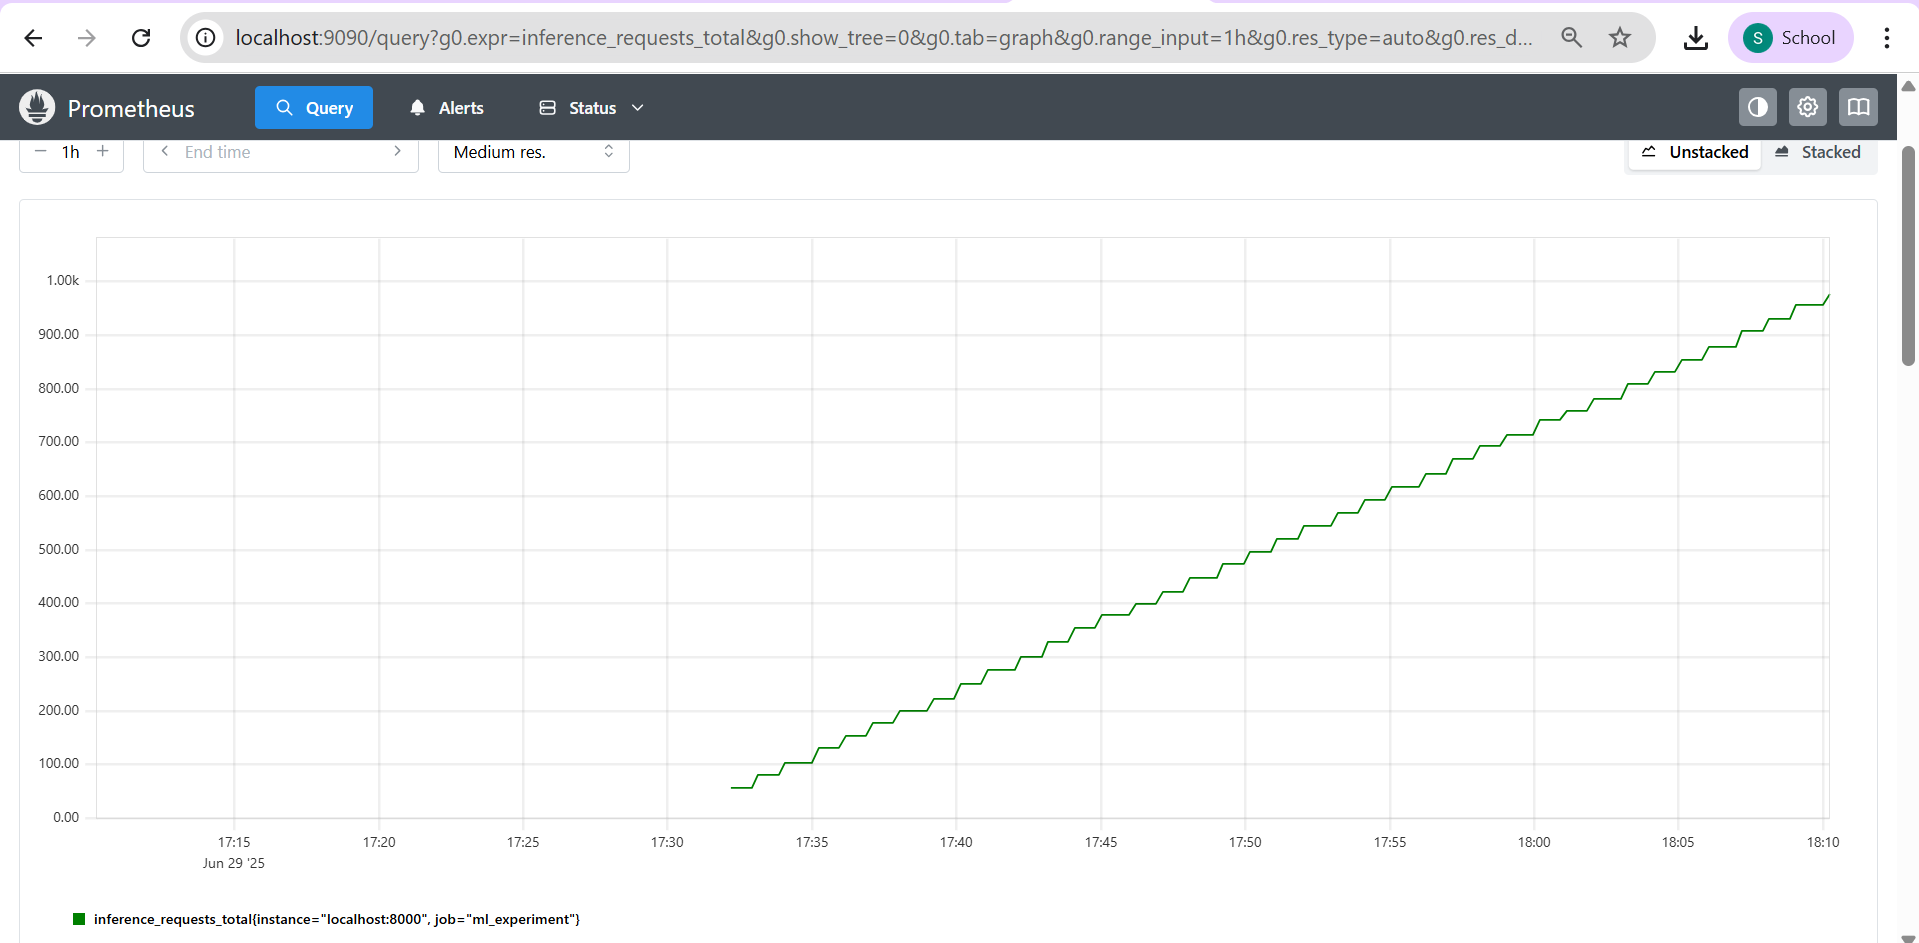 localhost:9090/query?g0.expr=inference_requests_total&g0.show_tree=0&g0.tab=graph&g0.range_input=1h&g0.res_type=auto&g0.res_d...
S School
Prometheus Query Alerts Status
1h End time Medium res. Unstacked Stacked
1.00k
900.00
800.00
700.00
600.00
500.00
400.00
300.00
200.00
100.00
0.00
17:15 17:20 17:25 17:30 17:35 17:40 17:45 17:50 17:55 18:00 18:05 18:10
Jun 29 '25
inference_requests_total{instance="localhost:8000", job="ml_experiment"}